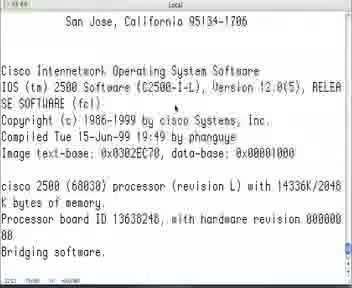 Local
San Jose, California 95134-1706
Cisco Internetwork Operating System Software
IOS (tm) 2500 Software (C2500-I-L), Version 12.0(5), RELEA
SE SOFTWARE (fc1)
Copyright (c) 1986-1999 by cisco Systems, Inc.
Compiled Tue 15-Jun-99 19:49 by phanguye
Image text-base: 0x0302EC70, data-base: 0x00001000
cisco 2500 (68030) processor (revision L) with 14336K/2048
K bytes of memory.
Processor board ID 13638248, with hardware revision 000000
00
Bridging software.